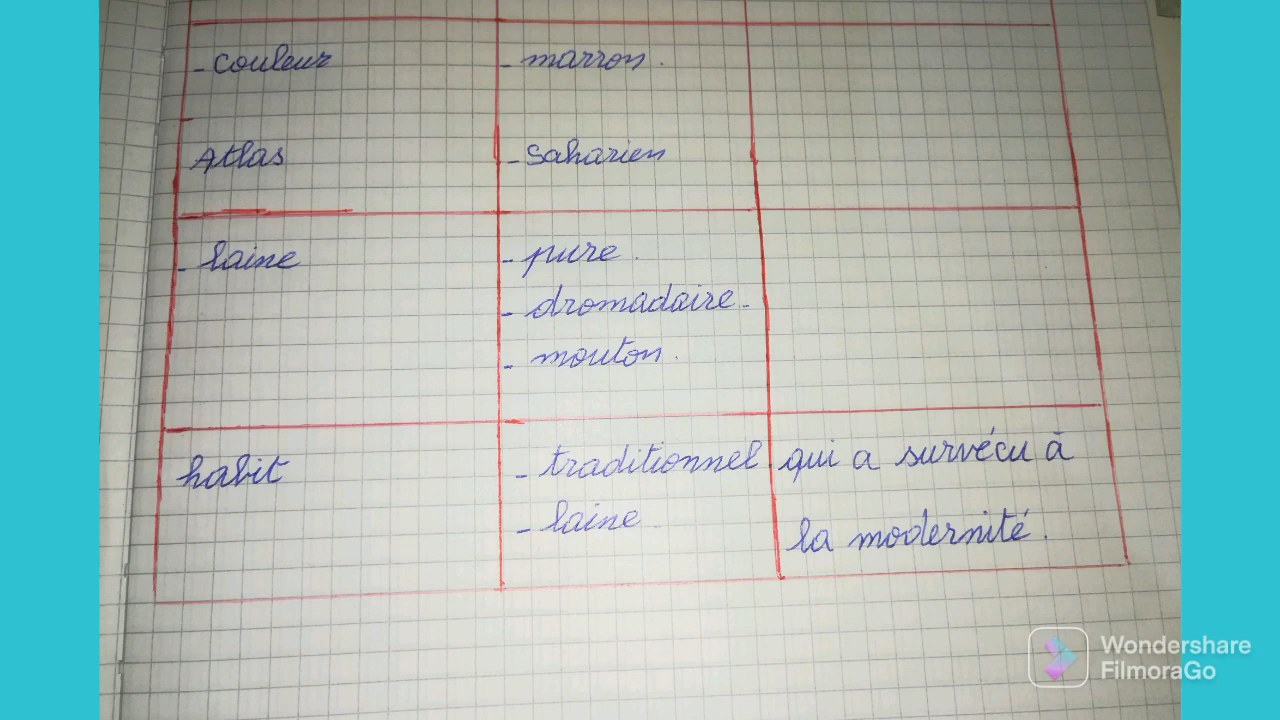 - couleur
- marron.
Atlas
- Saharien
- laine
- pure.
- dromadaire.
- mouton.
habit
- traditionnel
- laine.
qui a survécu à
la modernité.
Wondershare
FilmoraGo